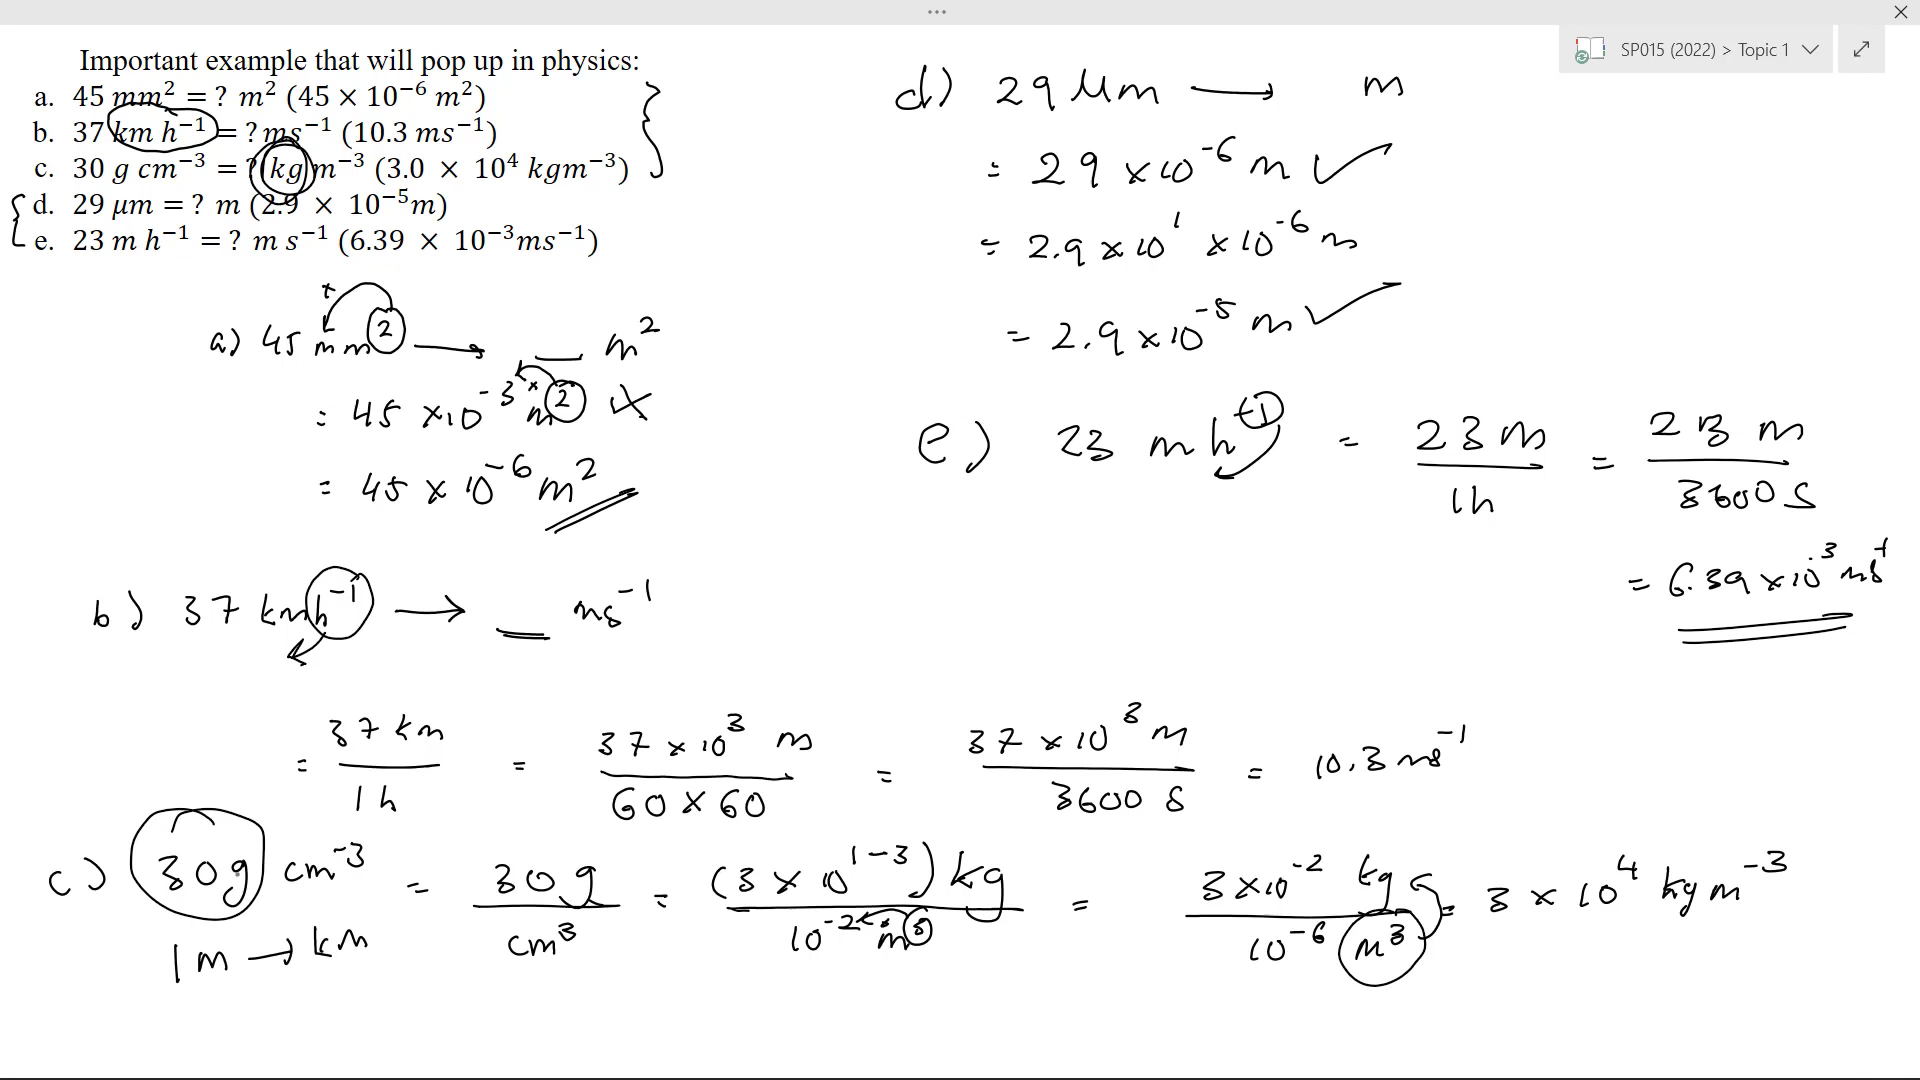 SP015 (2022) > Topic 1
Important example that will pop up in physics:
a. 45 mm² = ? m² (45 × 10⁻⁶ m²)
b. 37 km h⁻¹ = ? ms⁻¹ (10.3 ms⁻¹)
c. 30 g cm⁻³ = ? kg m⁻³ (3.0 × 10⁴ kgm⁻³)
d. 29 μm = ? m (2.9 × 10⁻⁵m)
e. 23 m h⁻¹ = ? m s⁻¹ (6.39 × 10⁻³ms⁻¹)
a) 45 mm² → __ m²
= 45 × 10⁻³ˣ m²
= 45 × 10⁻⁶ m²
b) 37 kmh⁻¹ → __ ms⁻¹
= 37 km / 1 h = 37 × 10³ m / 60 × 60 = 37 × 10³ m / 3600 s = 10.3 ms⁻¹
c) 30g cm⁻³ = 30 g / cm³ = (3 × 10¹⁻³) kg / 10⁻²ˣ m³ = 3 × 10⁻² kg / 10⁻⁶ m³ = 3 × 10⁴ kg m⁻³
1 m → km
d) 29 μm → m
= 29 × 10⁻⁶ m ✓
= 2.9 × 10¹ × 10⁻⁶ m
= 2.9 × 10⁻⁵ m ✓
e) 23 m h⁻¹ = 23 m / 1h = 23 m / 3600 s
= 6.39 × 10⁻³ ms⁻¹